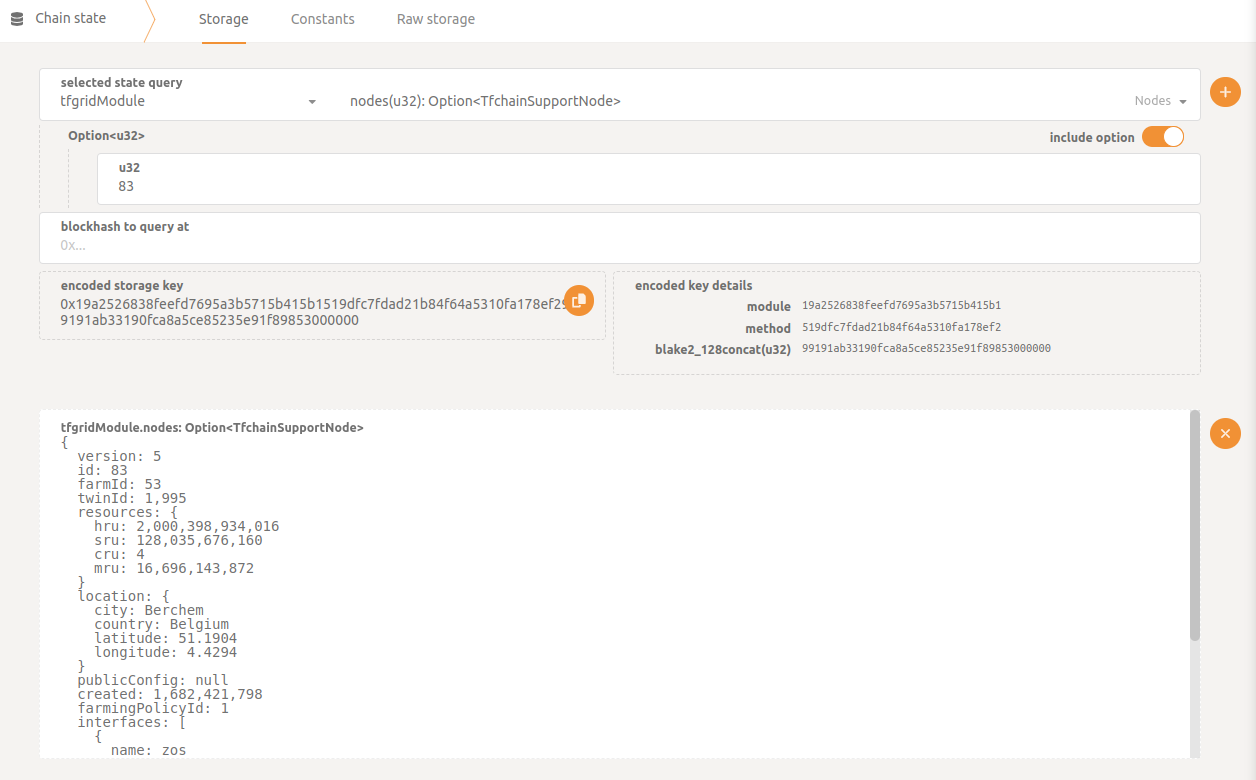 Chain state
Storage
Constants
Raw storage
selected state query
tfgridModule
nodes(u32): Option<TfchainSupportNode>
Nodes
Option<u32>
include option
u32
83
blockhash to query at
0x...
encoded storage key
0x19a2526838feefd7695a3b5715b415b1519dfc7fdad21b84f64a5310fa178ef29
9191ab33190fca8a5ce85235e91f89853000000
encoded key details
module 19a2526838feefd7695a3b5715b415b1
method 519dfc7fdad21b84f64a5310fa178ef2
blake2_128concat(u32) 99191ab33190fca8a5ce85235e91f89853000000
tfgridModule.nodes: Option<TfchainSupportNode>
{
version: 5
id: 83
farmId: 53
twinId: 1,995
resources: {
hru: 2,000,398,934,016
sru: 128,035,676,160
cru: 4
mru: 16,696,143,872
}
location: {
city: Berchem
country: Belgium
latitude: 51.1904
longitude: 4.4294
}
publicConfig: null
created: 1,682,421,798
farmingPolicyId: 1
interfaces: [
{
name: zos